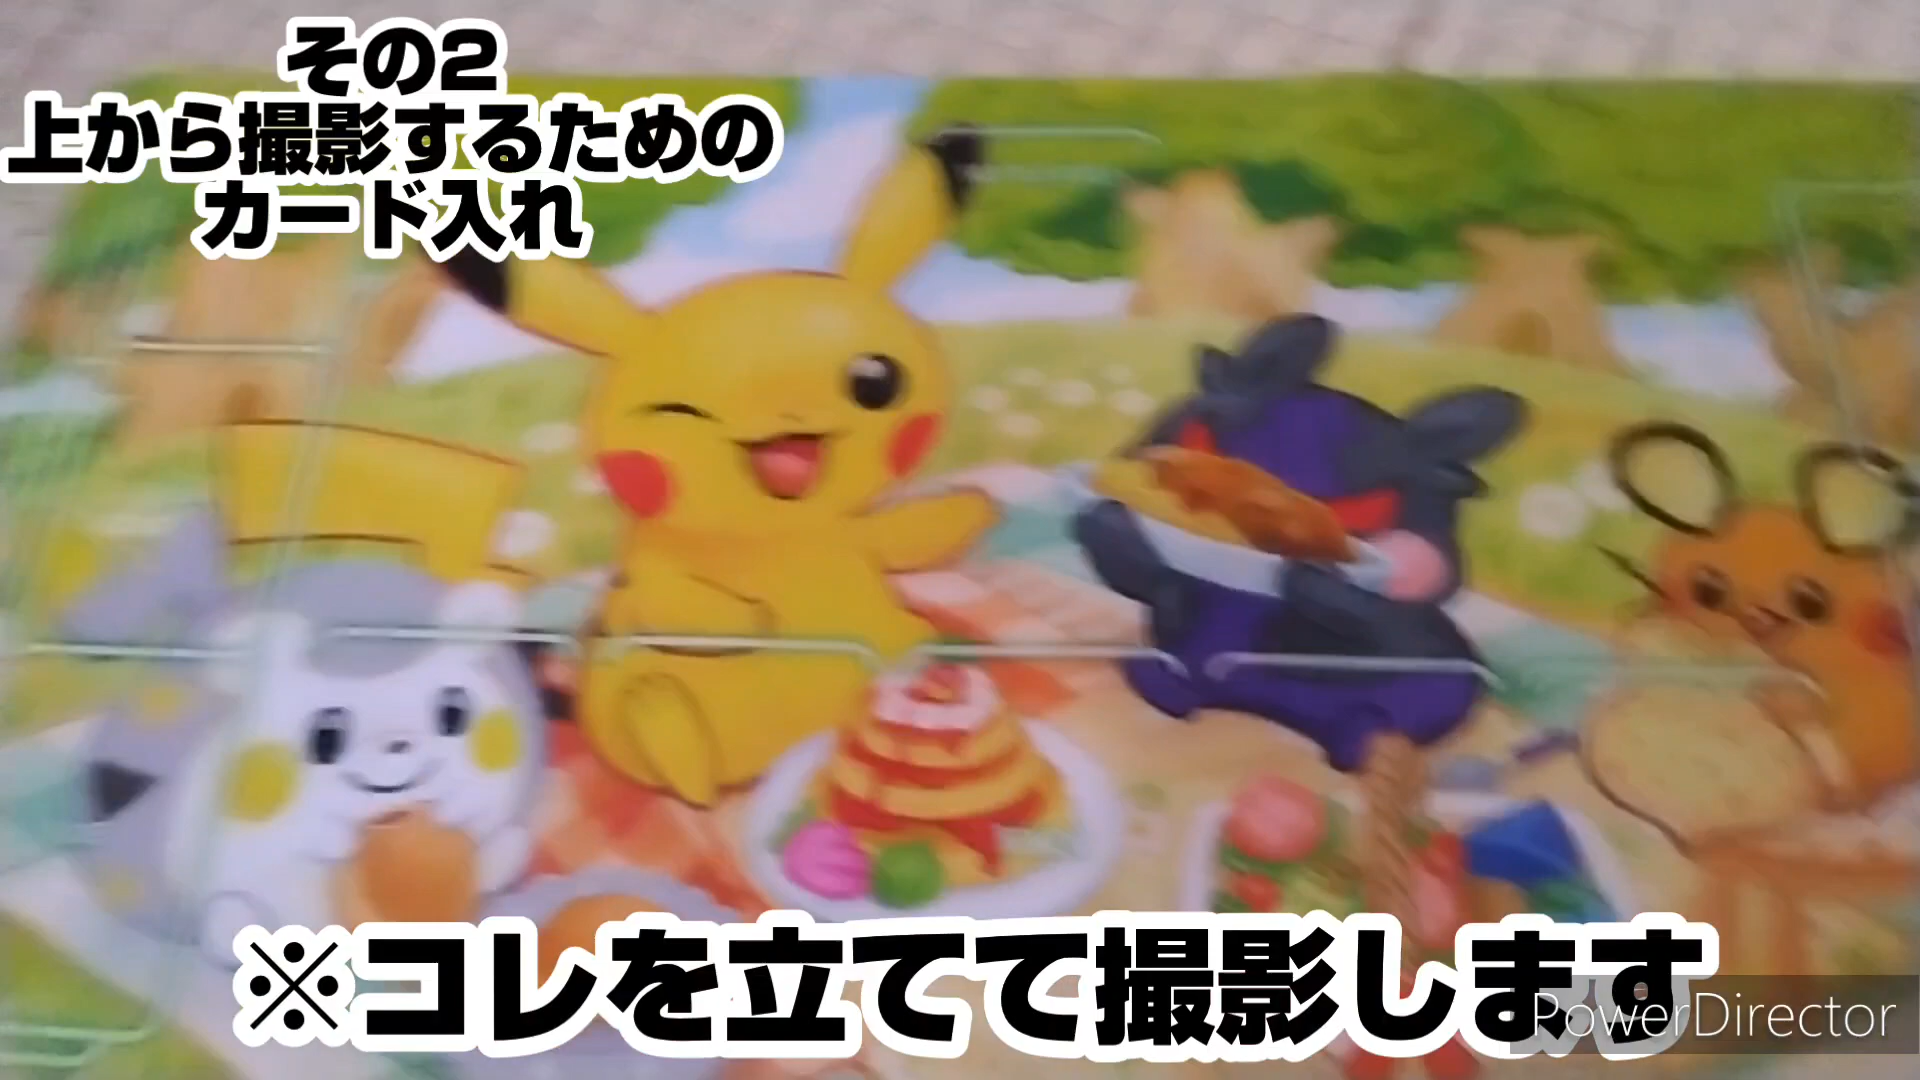 その2
上から撮影するための
カード入れ
※コレを立てて撮影します
PowerDirector